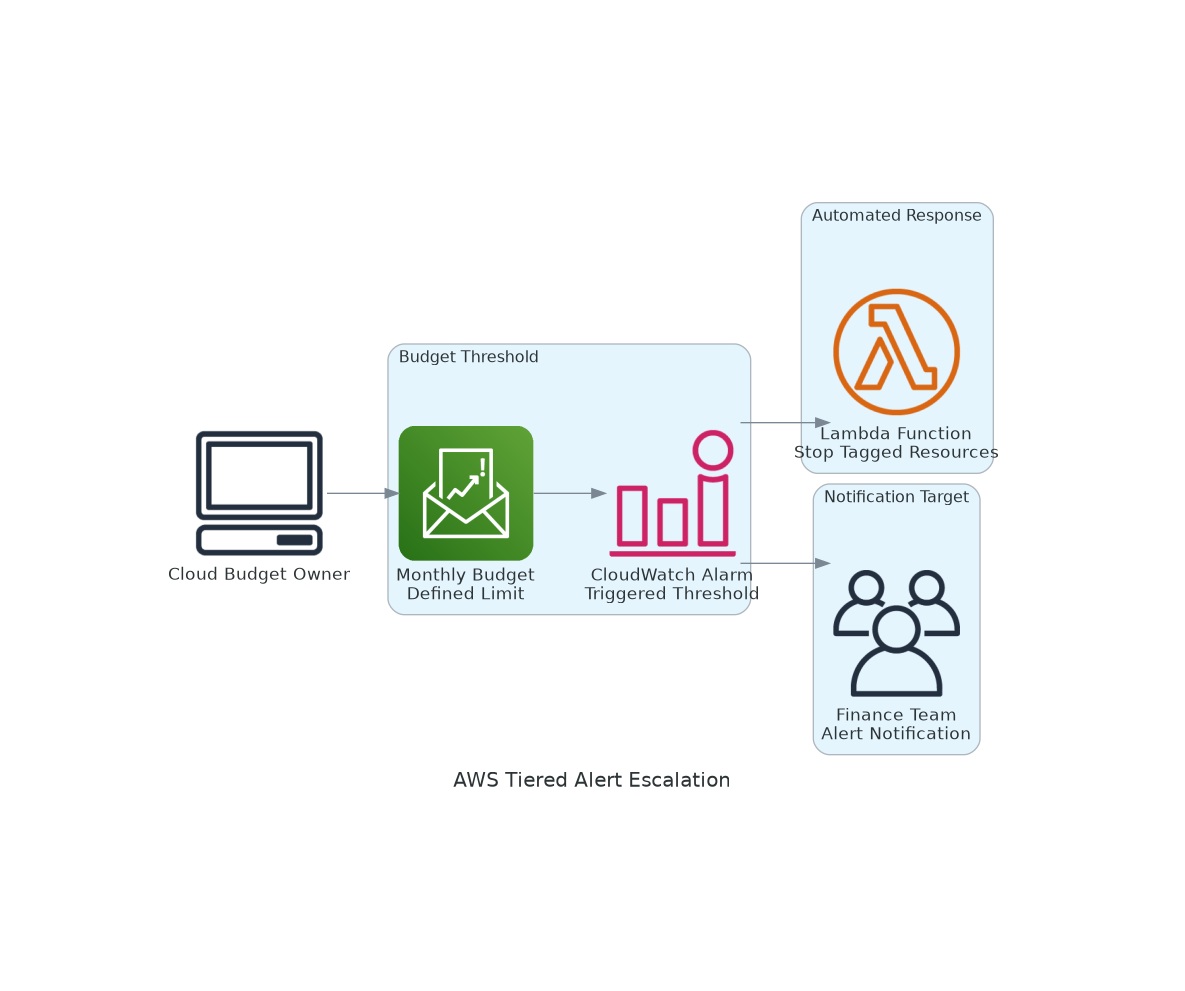 Automated Response
Lambda Function
Stop Tagged Resources
Budget Threshold
Cloud Budget Owner
Monthly Budget
Defined Limit
CloudWatch Alarm
Triggered Threshold
Notification Target
Finance Team
Alert Notification
AWS Tiered Alert Escalation